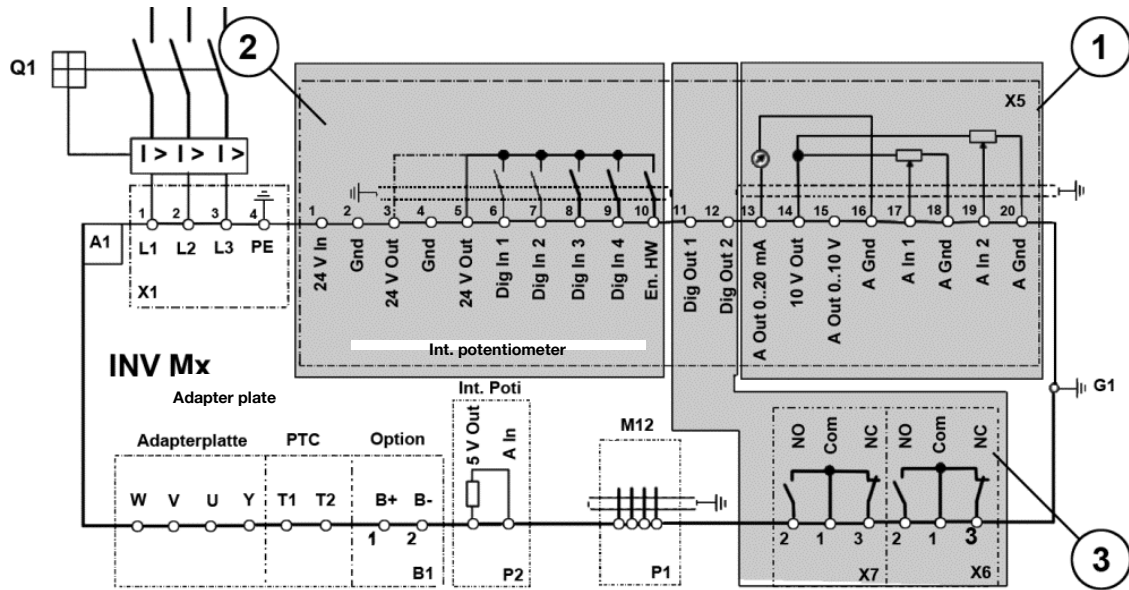 2
1
Q1
X5
I > I > I >
1 2 3 4
L1 L2 L3 PE
A1
X1
1 2 3 4 5 6 7 8 9 10 11 12 13 14 15 16 17 18 19 20
24 V In
Gnd
24 V Out
Gnd
24 V Out
Dig In 1
Dig In 2
Dig In 3
Dig In 4
En. HW
Dig Out 1
Dig Out 2
A Out 0..20 mA
10 V Out
A Out 0..10 V
A Gnd
A In 1
A Gnd
A In 2
A Gnd
Int. potentiometer
INV Mx
Adapter plate
G1
Int. Poti
5 V Out
A In
M12
Adapterplatte PTC Option
W V U Y T1 T2 B+ B-
1 2
B1
P2
P1
NO
Com
NC
NO
Com
NC
2 1 3 2 1 3
X7 X6
3